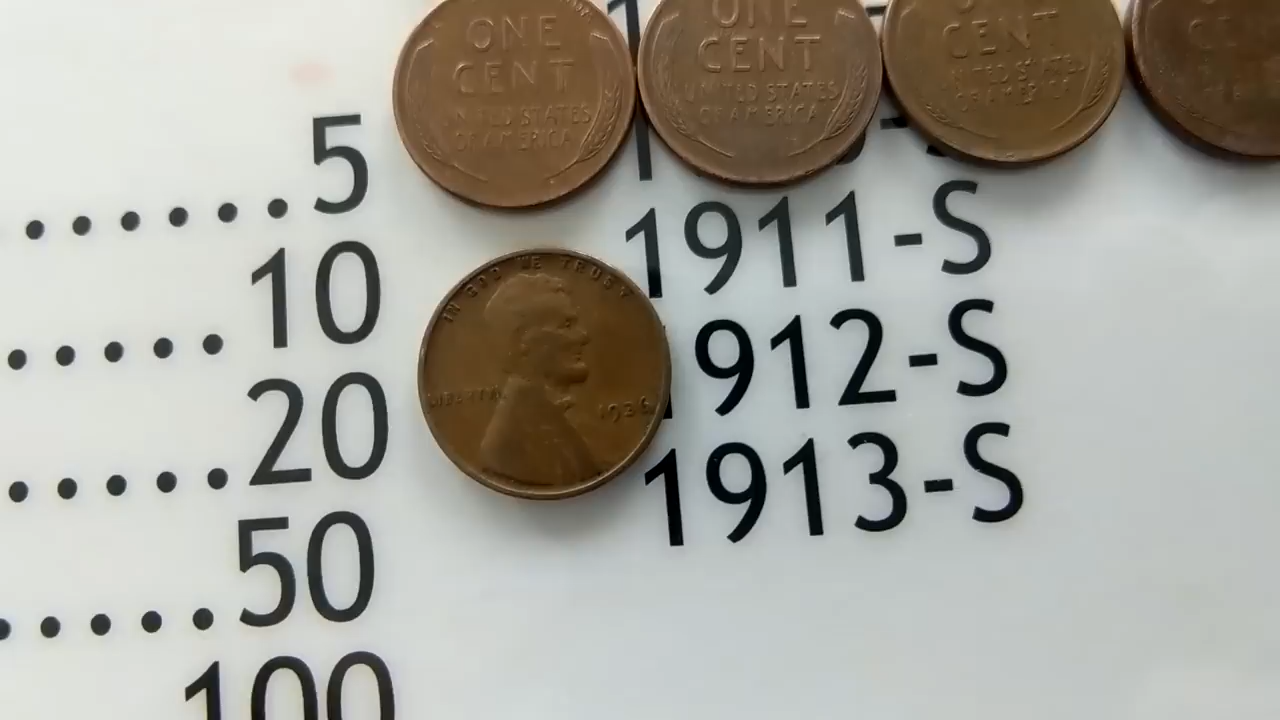 ONE
CENT
UNITED STATES
OF AMERICA
ONE
CENT
UNITED STATES
OF AMERICA
CENT
UNITED STATES
OF AMERICA
.......5
1911-S
.....10
IN GOD WE TRUST
LIBERTY 1936
912-S
.....20
1913-S
.....50
100